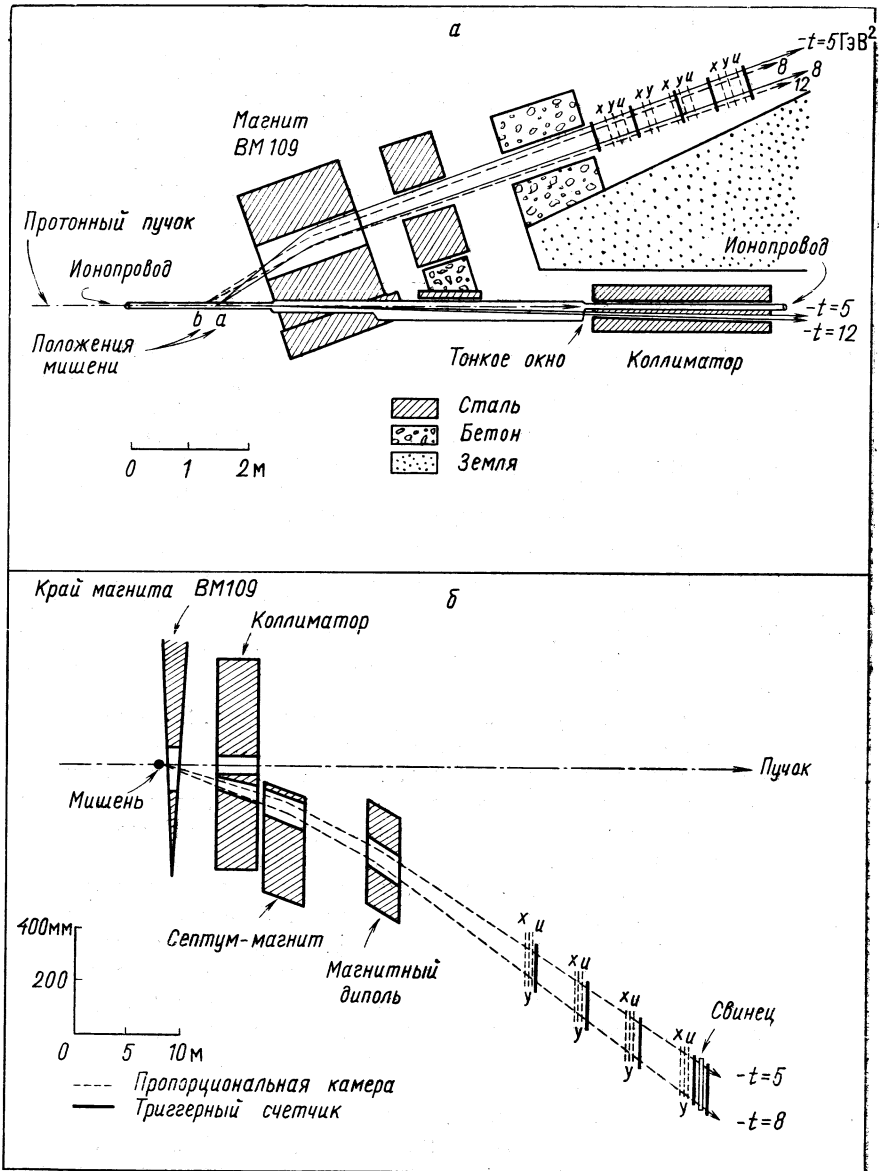 а
-t=5ГэВ²
8
8
12
x y u
x y u
x y u
x y u
Магнит
ВМ 109
Протонный пучок
Ионопровод
Ионопровод
b a
-t=5
-t=12
Положения
мишени
Тонкое окно
Коллиматор
Сталь
Бетон
Земля
0 1 2 м
Край магнита ВМ109
б
Коллиматор
Пучок
Мишень
400мм
200
0 5 10 м
Септум-магнит
Магнитный
диполь
x u
y
x u
y
x u
y
x u
y
Свинец
-t=5
-t=8
Пропорциональная камера
Триггерный счетчик